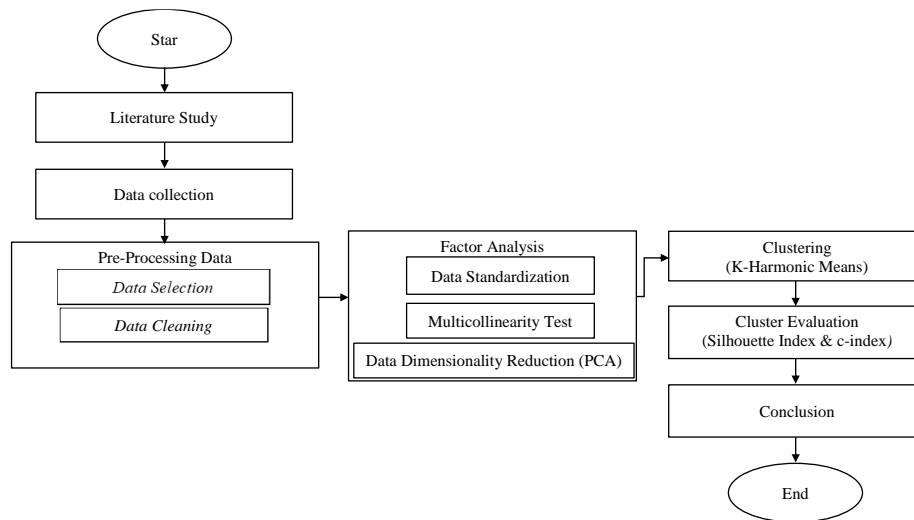 Star
Literature Study
Data collection
Pre-Processing Data
Data Selection
Data Cleaning
Factor Analysis
Data Standardization
Multicollinearity Test
Data Dimensionality Reduction (PCA)
Clustering
(K-Harmonic Means)
Cluster Evaluation
(Silhouette Index & c-index)
Conclusion
End